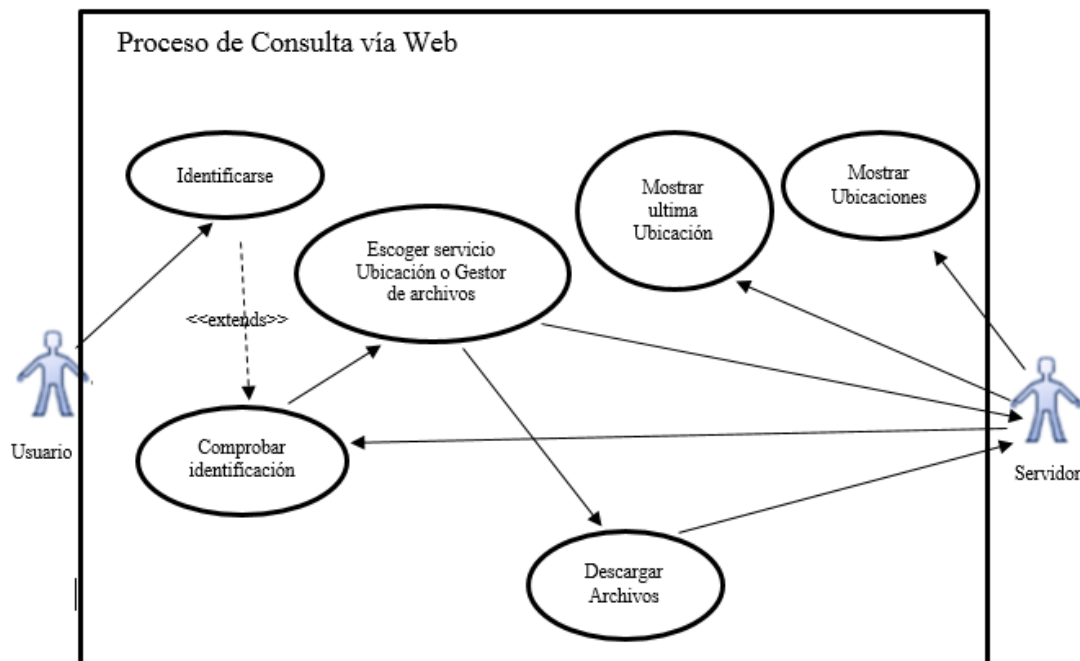 Proceso de Consulta vía Web
Identificarse
Mostrar
ultima
Ubicación
Mostrar
Ubicaciones
Escoger servicio
Ubicación o Gestor
de archivos
<<extends>>
Usuario
Comprobar
identificación
Servidor
Descargar
Archivos